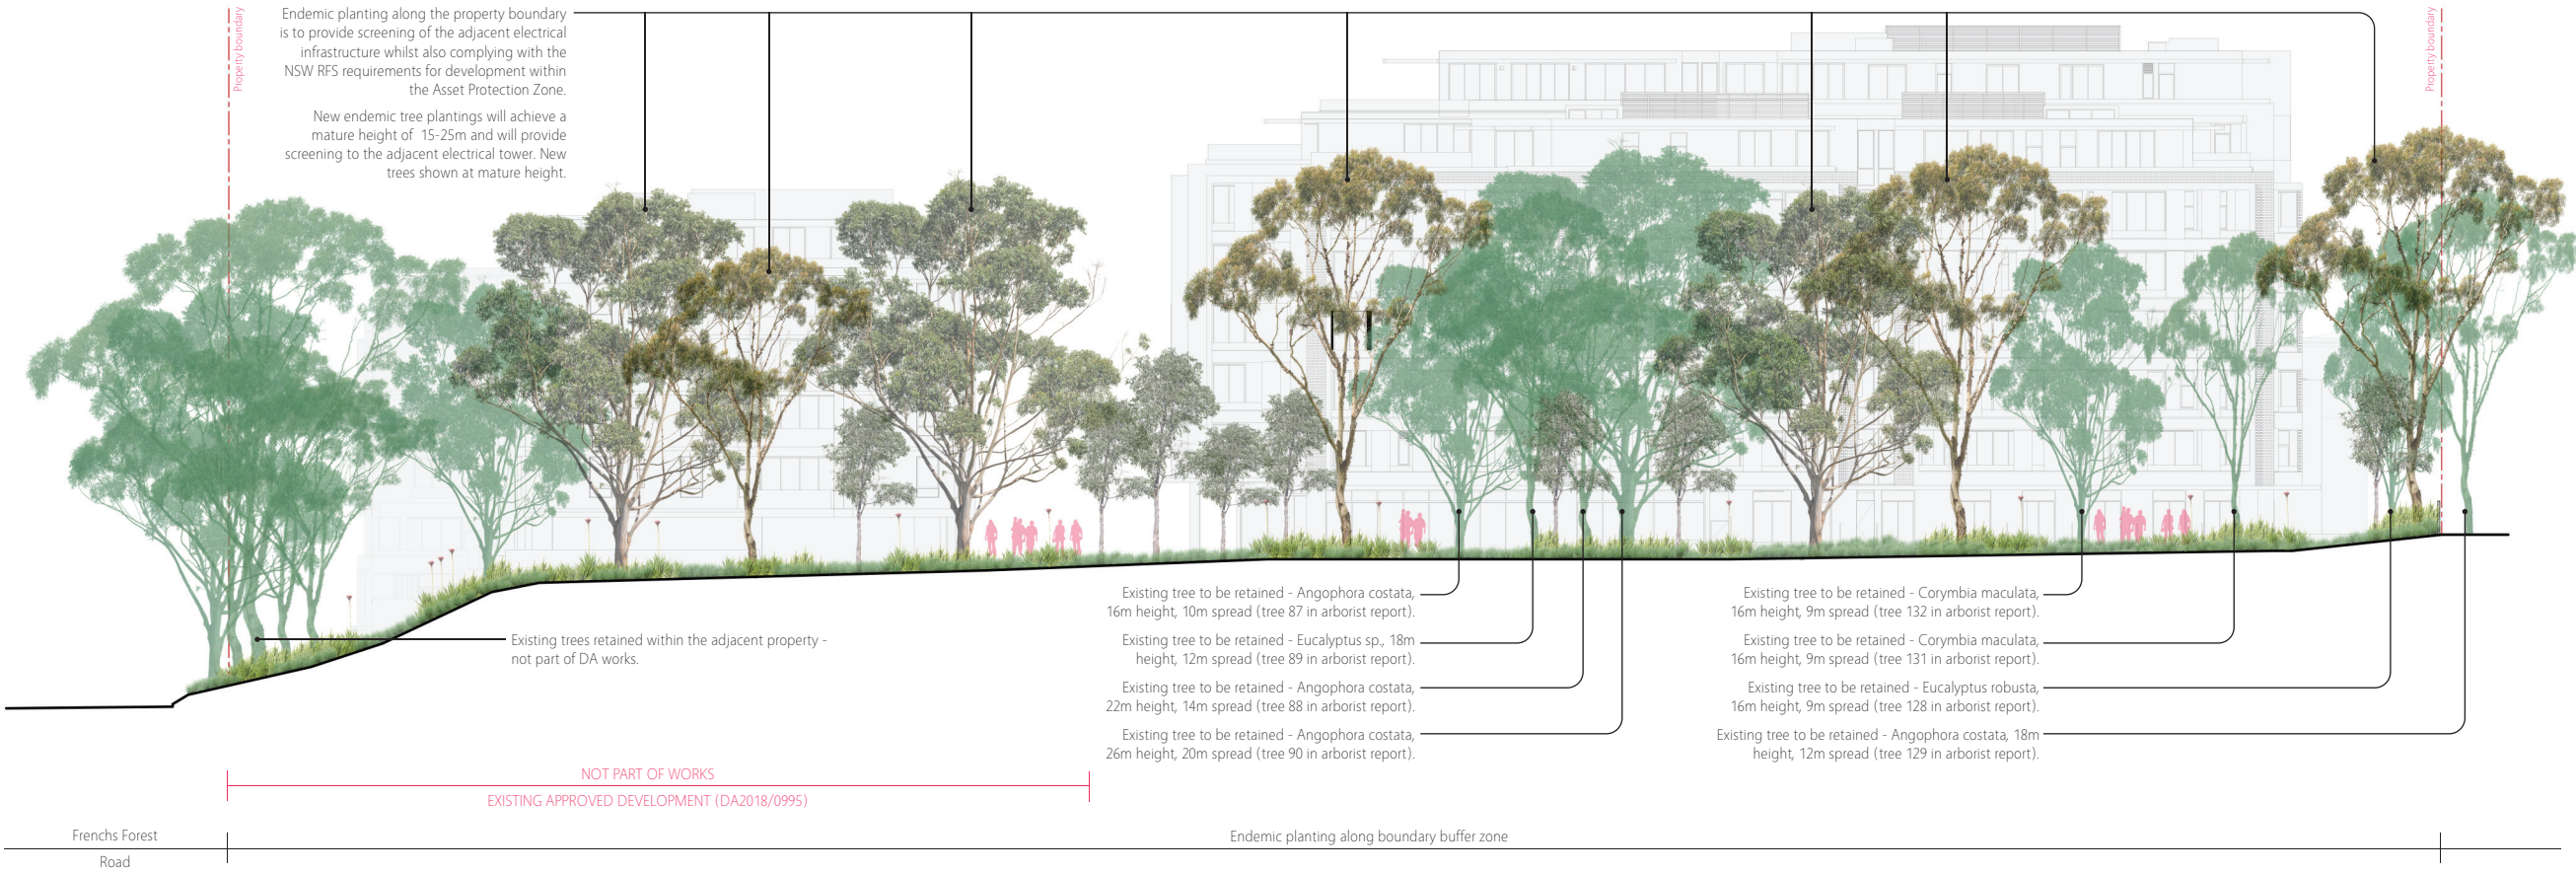 Endemic planting along the property boundary
is to provide screening of the adjacent electrical
infrastructure whilst also complying with the
NSW RFS requirements for development within
the Asset Protection Zone.
New endemic tree plantings will achieve a
mature height of 15-25m and will provide
screening to the adjacent electrical tower. New
trees shown at mature height.
Property boundary
Property boundary
Existing trees retained within the adjacent property -
not part of DA works.
Existing tree to be retained - Angophora costata,
16m height, 10m spread (tree 87 in arborist report).
Existing tree to be retained - Eucalyptus sp., 18m
height, 12m spread (tree 89 in arborist report).
Existing tree to be retained - Angophora costata,
22m height, 14m spread (tree 88 in arborist report).
Existing tree to be retained - Angophora costata,
26m height, 20m spread (tree 90 in arborist report).
Existing tree to be retained - Corymbia maculata,
16m height, 9m spread (tree 132 in arborist report).
Existing tree to be retained - Corymbia maculata,
16m height, 9m spread (tree 131 in arborist report).
Existing tree to be retained - Eucalyptus robusta,
16m height, 9m spread (tree 128 in arborist report).
Existing tree to be retained - Angophora costata, 18m
height, 12m spread (tree 129 in arborist report).
NOT PART OF WORKS
EXISTING APPROVED DEVELOPMENT (DA2018/0995)
Frenchs Forest
Road
Endemic planting along boundary buffer zone